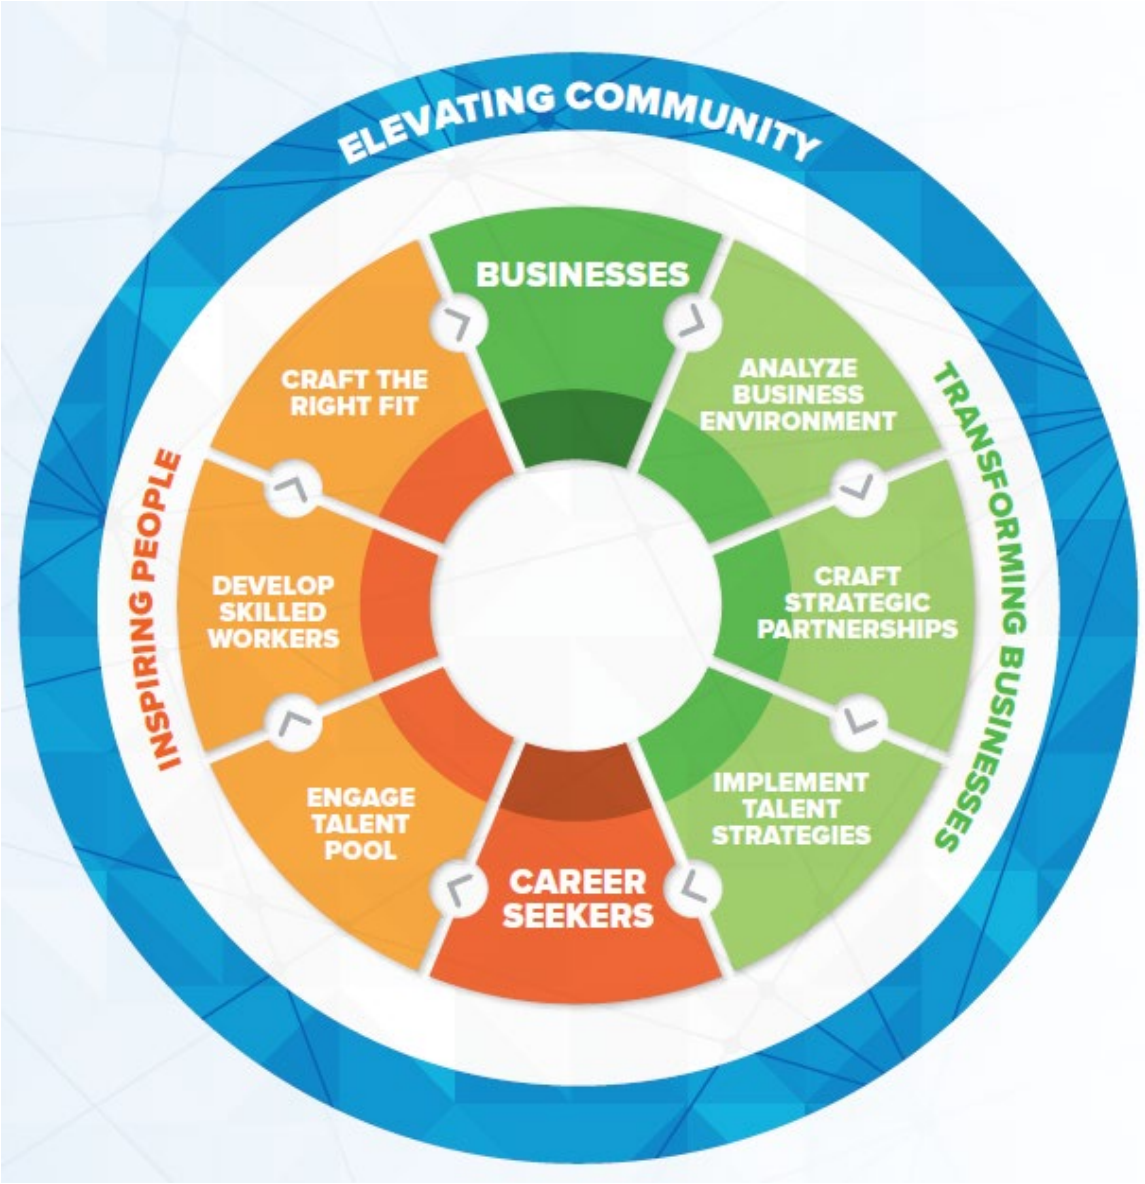 ELEVATING COMMUNITY
BUSINESSES
ANALYZE
BUSINESS
ENVIRONMENT
CRAFT
STRATEGIC
PARTNERSHIPS
IMPLEMENT
TALENT
STRATEGIES
TRANSFORMING BUSINESSES
CAREER
SEEKERS
ENGAGE
TALENT
POOL
DEVELOP
SKILLED
WORKERS
CRAFT THE
RIGHT FIT
INSPIRING PEOPLE